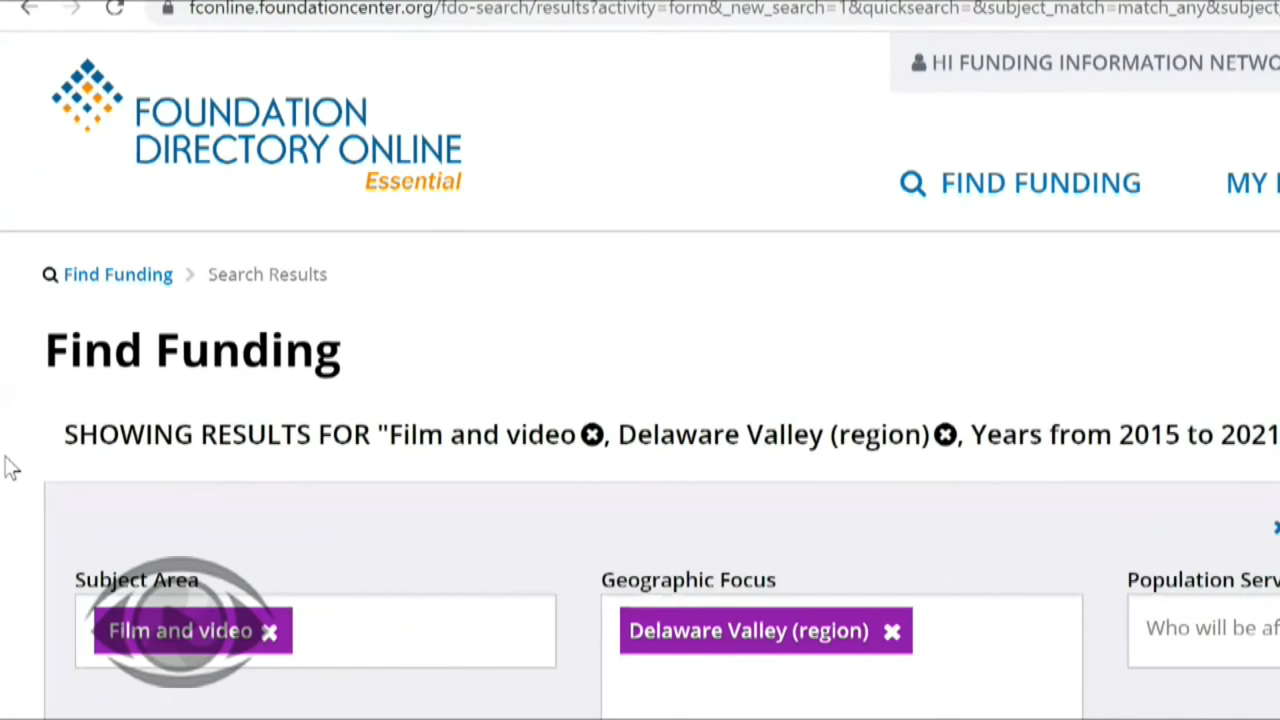 fconline.foundationcenter.org/fdo-search/results?activity=form&_new_search=1&quicksearch=&subject_match=match_any&subject
HI FUNDING INFORMATION NETWO
FOUNDATION
DIRECTORY ONLINE
Essential
FIND FUNDING
MY
Find Funding > Search Results
Find Funding
SHOWING RESULTS FOR "Film and video, Delaware Valley (region), Years from 2015 to 2021
Subject Area
Geographic Focus
Population Serv
Film and video
Delaware Valley (region)
Who will be af